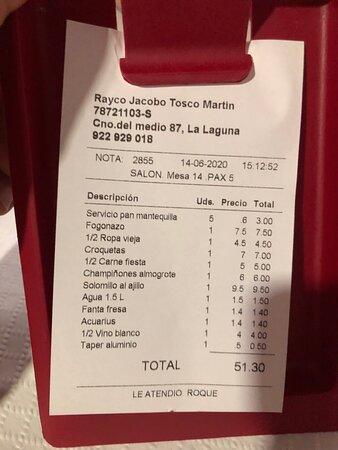 Rayco Jacobo Tosco Martin
78721103-S
Cno.del medio 87, La Laguna
922 929 018
NOTA: 2855 14-06-2020 15:12:52
SALON Mesa 14 .PAX 5
Descripción Uds. Precio Total
Servicio pan mantequilla 5 .6 3.00
Fogonazo 1 7.5 7.50
1/2 Ropa vieja 1 4.5 4.50
Croquetas 1 7 7.00
1/2 Carne fiesta 1 5 5.00
Champiñones almogrote 1 6 6.00
Solomillo al ajillo 1 9.5 9.50
Agua 1.5 L 1 1.5 1.50
Fanta fresa 1 1.4 1.40
Acuarius 1 1.4 1.40
1/2 Vino blanco 1 4 4.00
Taper aluminio 1 .5 0.50
TOTAL 51.30
LE ATENDIO ROQUE